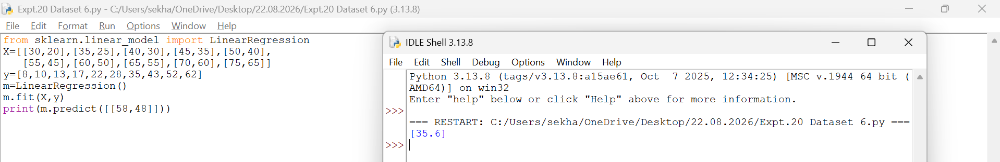 Expt.20 Dataset 6.py - C:/Users/sekha/OneDrive/Desktop/22.08.2026/Expt.20 Dataset 6.py (3.13.8)
File Edit Format Run Options Window Help
from sklearn.linear_model import LinearRegression
X=[[30,20],[35,25],[40,30],[45,35],[50,40],
   [55,45],[60,50],[65,55],[70,60],[75,65]]
y=[8,10,13,17,22,28,35,43,52,62]
m=LinearRegression()
m.fit(X,y)
print(m.predict([[58,48]]))
IDLE Shell 3.13.8
File Edit Shell Debug Options Window Help
Python 3.13.8 (tags/v3.13.8:a15ae61, Oct  7 2025, 12:34:25) [MSC v.1944 64 bit (
AMD64)] on win32
Enter "help" below or click "Help" above for more information.
>>>
=== RESTART: C:/Users/sekha/OneDrive/Desktop/22.08.2026/Expt.20 Dataset 6.py ===
[35.6]
>>>